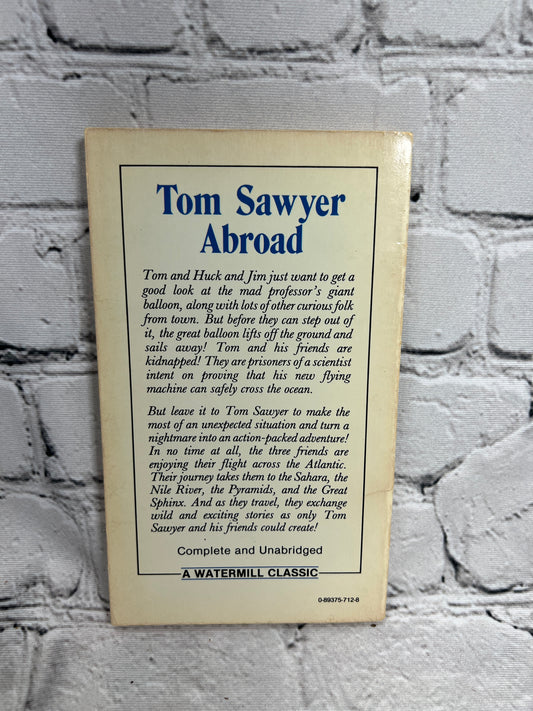 Tom Sawyer
Abroad
Tom and Huck and Jim just want to get a
good look at the mad professor's giant
balloon, along with lots of other curious folk
from town. But before they can step out of
it, the great balloon lifts off the ground and
sails away! Tom and his friends are
kidnapped! They are prisoners of a scientist
intent on proving that his new flying
machine can safely cross the ocean.
But leave it to Tom Sawyer to make the
most of an unexpected situation and turn a
nightmare into an action-packed adventure!
In no time at all, the three friends are
enjoying their flight across the Atlantic.
Their journey takes them to the Sahara, the
Nile River, the Pyramids, and the Great
Sphinx. And as they travel, they exchange
wild and exciting stories as only Tom
Sawyer and his friends could create!
Complete and Unabridged
A WATERMILL CLASSIC
0-89375-712-8